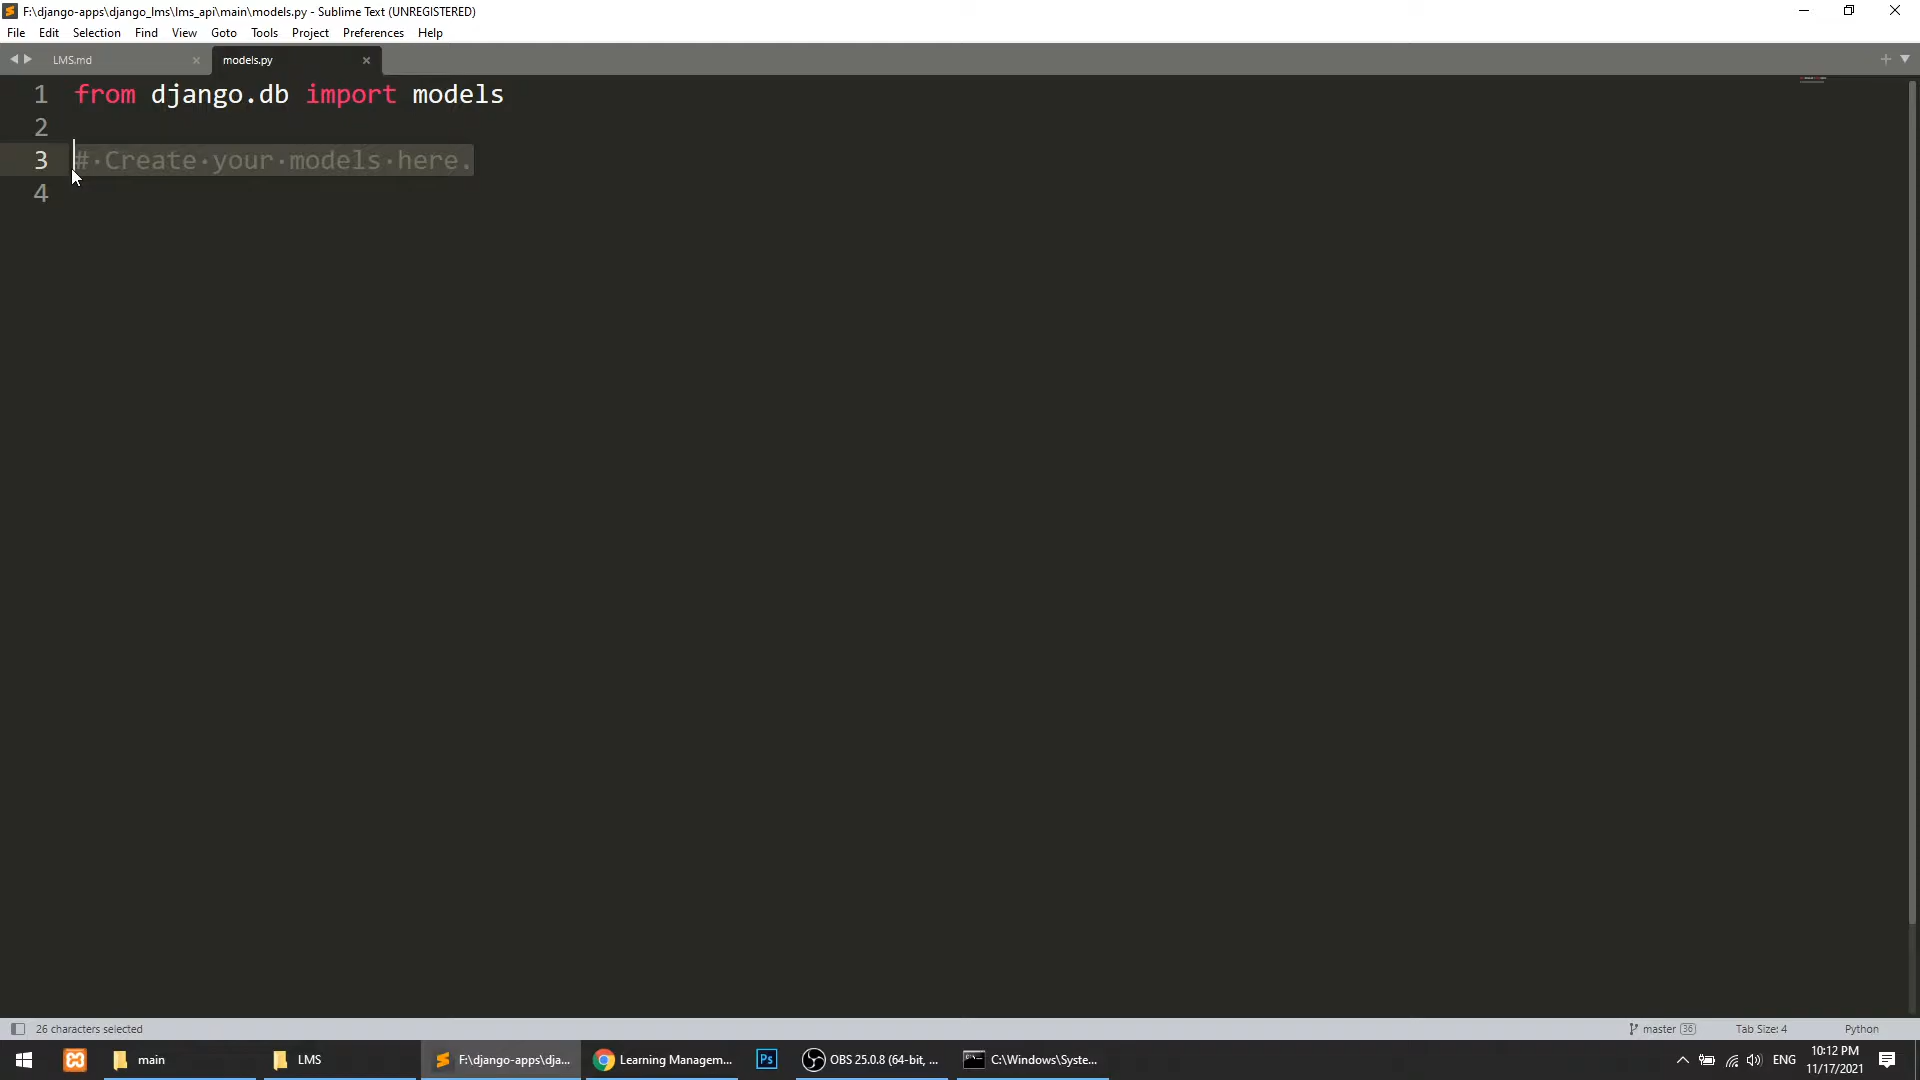 F:\django-apps\django_lms\lms_api\main\models.py - Sublime Text (UNREGISTERED)
File Edit Selection Find View Goto Tools Project Preferences Help
LMS.md models.py
1 from django.db import models
2
3 #·Create·your·models·here.
4
26 characters selected master 36 Tab Size: 4 Python
main LMS F:\django-apps\dja... Learning Managem... Ps OBS 25.0.8 (64-bit, ... C:\Windows\Syste... ENG 10:12 PM
11/17/2021